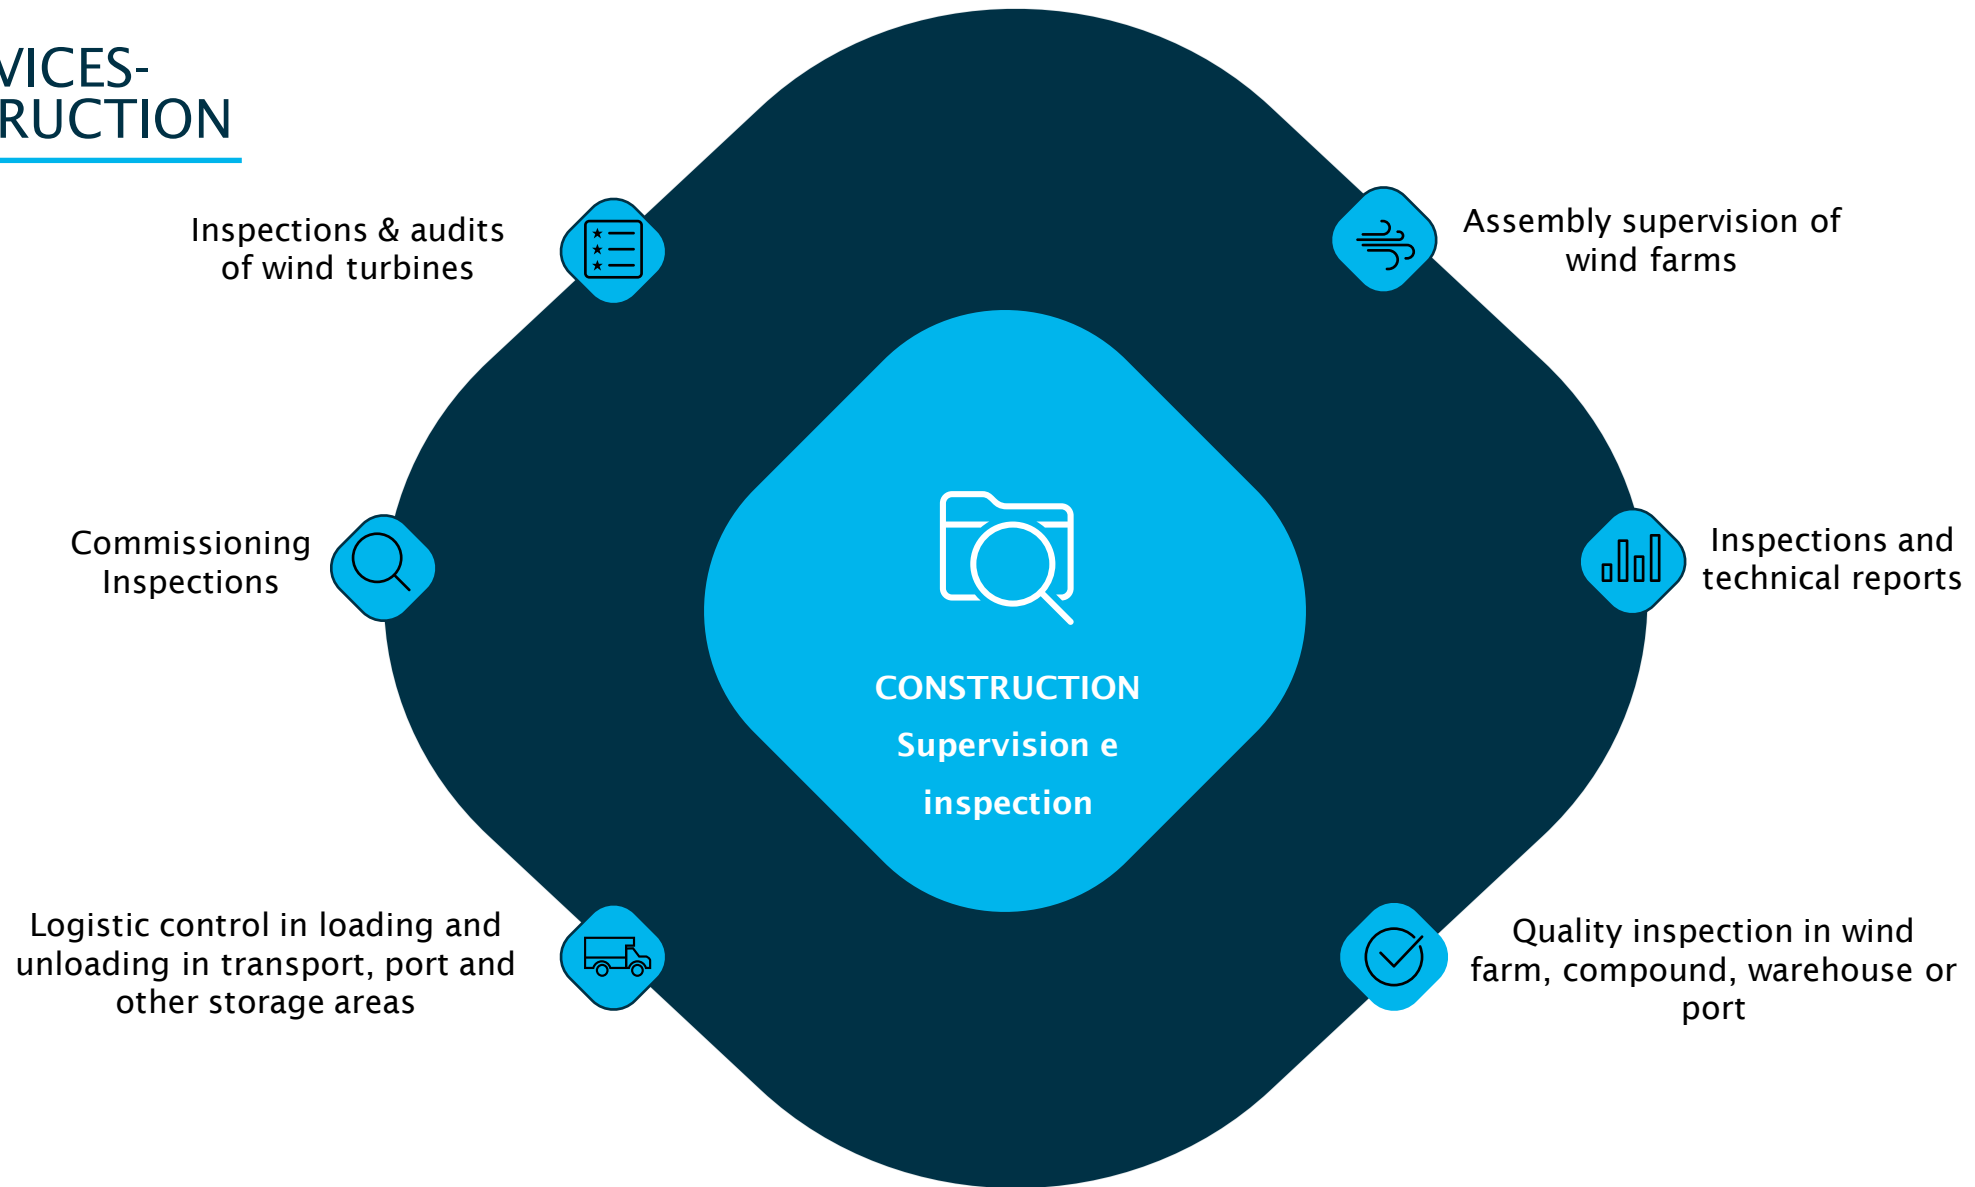 VICES-
RUCTION
Inspections & audits
of wind turbines
Assembly supervision of
wind farms
Commissioning
Inspections
Inspections and
technical reports
CONSTRUCTION
Supervision e
inspection
Logistic control in loading and
unloading in transport, port and
other storage areas
Quality inspection in wind
farm, compound, warehouse or
port